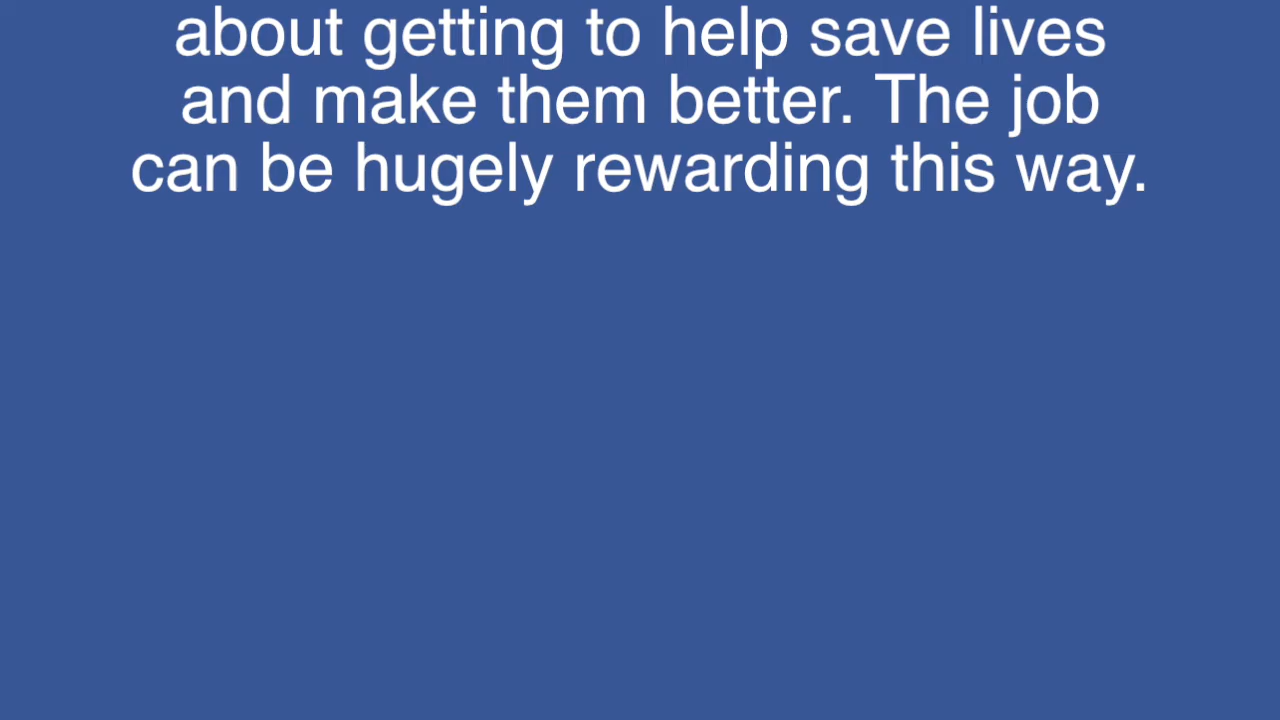 about getting to help save lives
and make them better. The job
can be hugely rewarding this way.